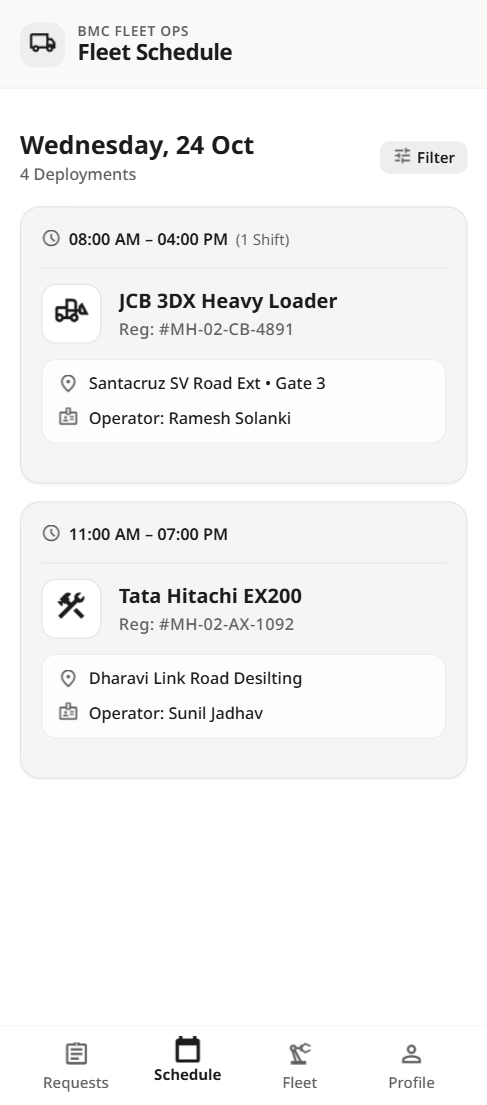 BMC FLEET OPS
Fleet Schedule
Wednesday, 24 Oct
4 Deployments
Filter
08:00 AM – 04:00 PM (1 Shift)
JCB 3DX Heavy Loader
Reg: #MH-02-CB-4891
Santacruz SV Road Ext • Gate 3
Operator: Ramesh Solanki
11:00 AM – 07:00 PM
Tata Hitachi EX200
Reg: #MH-02-AX-1092
Dharavi Link Road Desilting
Operator: Sunil Jadhav
Requests
Schedule
Fleet
Profile